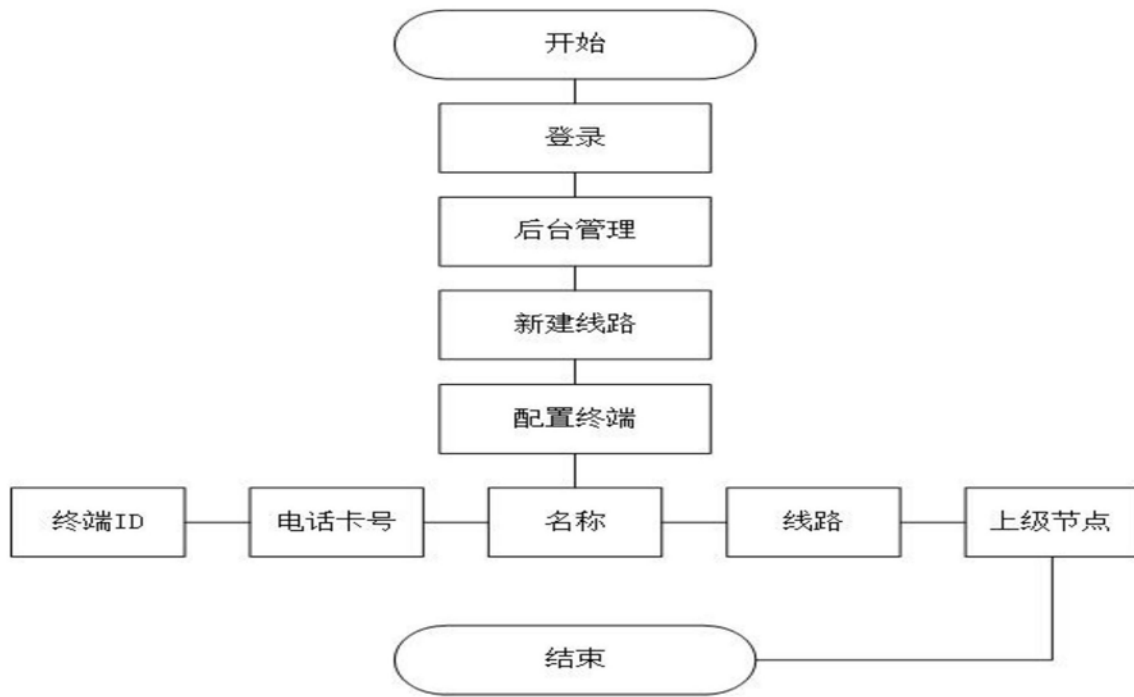 开始
登录
后台管理
新建线路
配置终端
终端ID
电话卡号
名称
线路
上级节点
结束